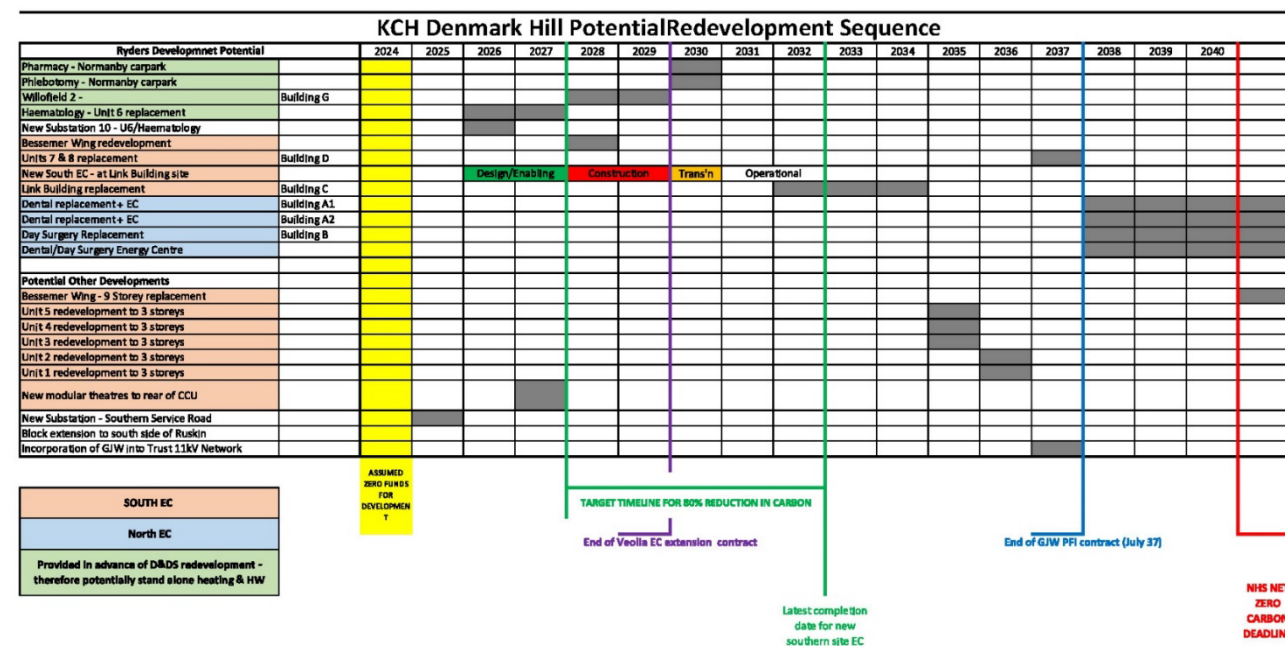 KCH Denmark Hill PotentialRedevelopment Sequence
Ryders Developmnet Potential 2024 2025 2026 2027 2028 2029 2030 2031 2032 2033 2034 2035 2036 2037 2038 2039 2040
Pharmacy - Normanby carpark
Phlebotomy - Normanby carpark
Willofield 2 - Building G
Haematology - Unit 6 replacement
New Substation 10 - U6/Haematology
Bessemer Wing redevelopment
Units 7 & 8 replacement Building D
New South EC - at Link Building site Design/Enabling Construction Trans'n Operational
Link Building replacement Building C
Dental replacement + EC Building A1
Dental replacement + EC Building A2
Day Surgery Replacement Building B
Dental/Day Surgery Energy Centre
Potential Other Developments
Bessemer Wing - 9 Storey replacement
Unit 5 redevelopment to 3 storeys
Unit 4 redevelopment to 3 storeys
Unit 3 redevelopment to 3 storeys
Unit 2 redevelopment to 3 storeys
Unit 1 redevelopment to 3 storeys
New modular theatres to rear of CCU
New Substation - Southern Service Road
Block extension to south side of Ruskin
Incorporation of GJW into Trust 11kV Network
ASSUMED
ZERO FUNDS
FOR
DEVELOPMEN
T
SOUTH EC
North EC
Provided in advance of D&DS redevelopment -
therefore potentially stand alone heating & HW
TARGET TIMELINE FOR 80% REDUCTION IN CARBON
End of Veolia EC extension contract
End of GJW PFI contract (July 37)
Latest completion
date for new
southern site EC
NHS NET
ZERO
CARBON
DEADLIN